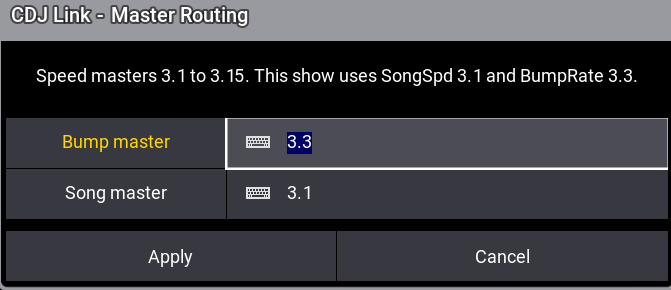 CDJ Link - Master Routing
Speed masters 3.1 to 3.15. This show uses SongSpd 3.1 and BumpRate 3.3.
Bump master 3.3
Song master 3.1
Apply Cancel